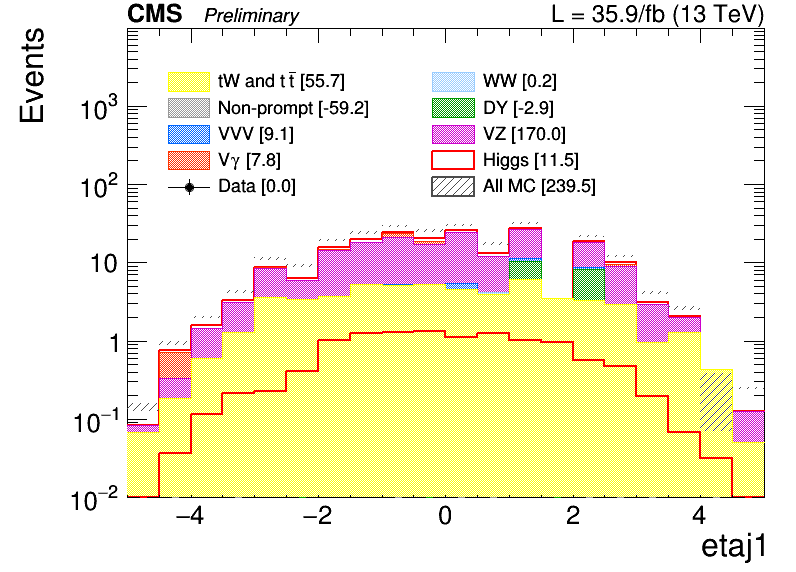 CMS Preliminary L = 35.9/fb (13 TeV)
Events
tW and t t̅ [55.7] WW [0.2]
Non-prompt [-59.2] DY [-2.9]
VVV [9.1] VZ [170.0]
Vγ [7.8] Higgs [11.5]
Data [0.0] All MC [239.5]
10³
10²
10
1
10⁻¹
10⁻²
−4 −2 0 2 4
etaj1